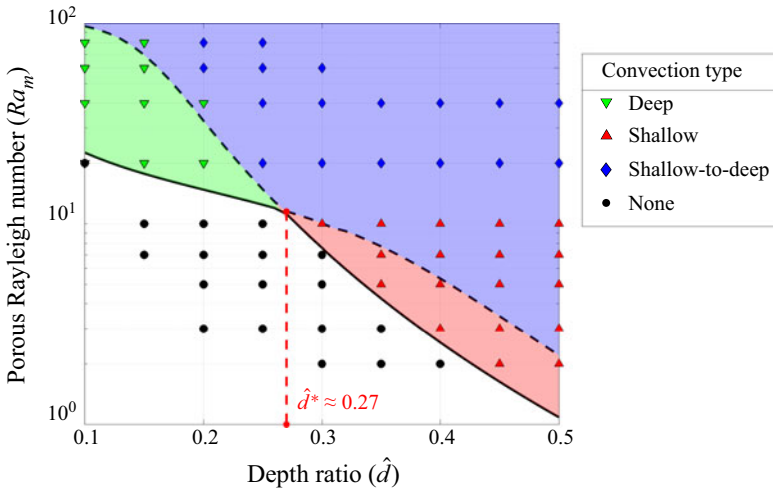 10²
10¹
10⁰
Porous Rayleigh number (Raₘ)
0.1
0.2
0.3
0.4
0.5
Depth ratio (d̂)
d̂* ≈ 0.27
Convection type
Deep
Shallow
Shallow-to-deep
None